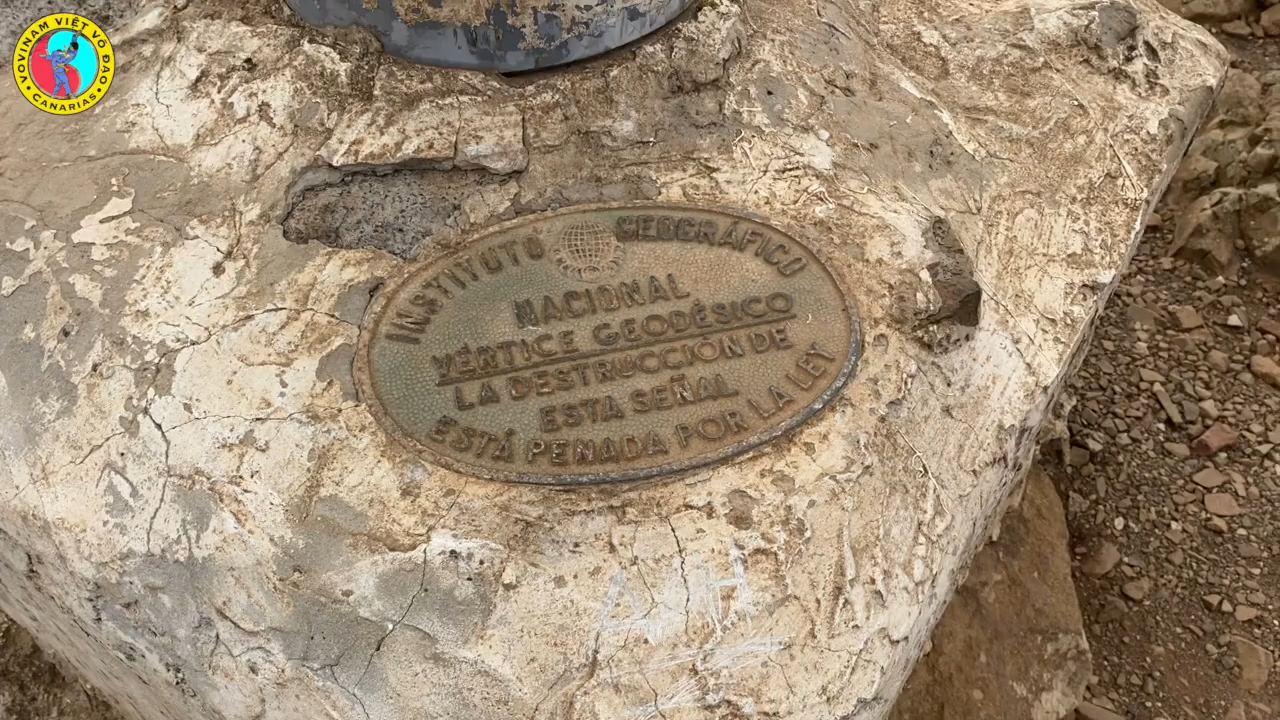 VOVINAM VIỆT VÕ ĐẠO
CANARIAS
INSTITUTO GEOGRÁFICO
NACIONAL
VÉRTICE GEODÉSICO
LA DESTRUCCIÓN DE
ESTA SEÑAL
ESTÁ PENADA POR LA LEY